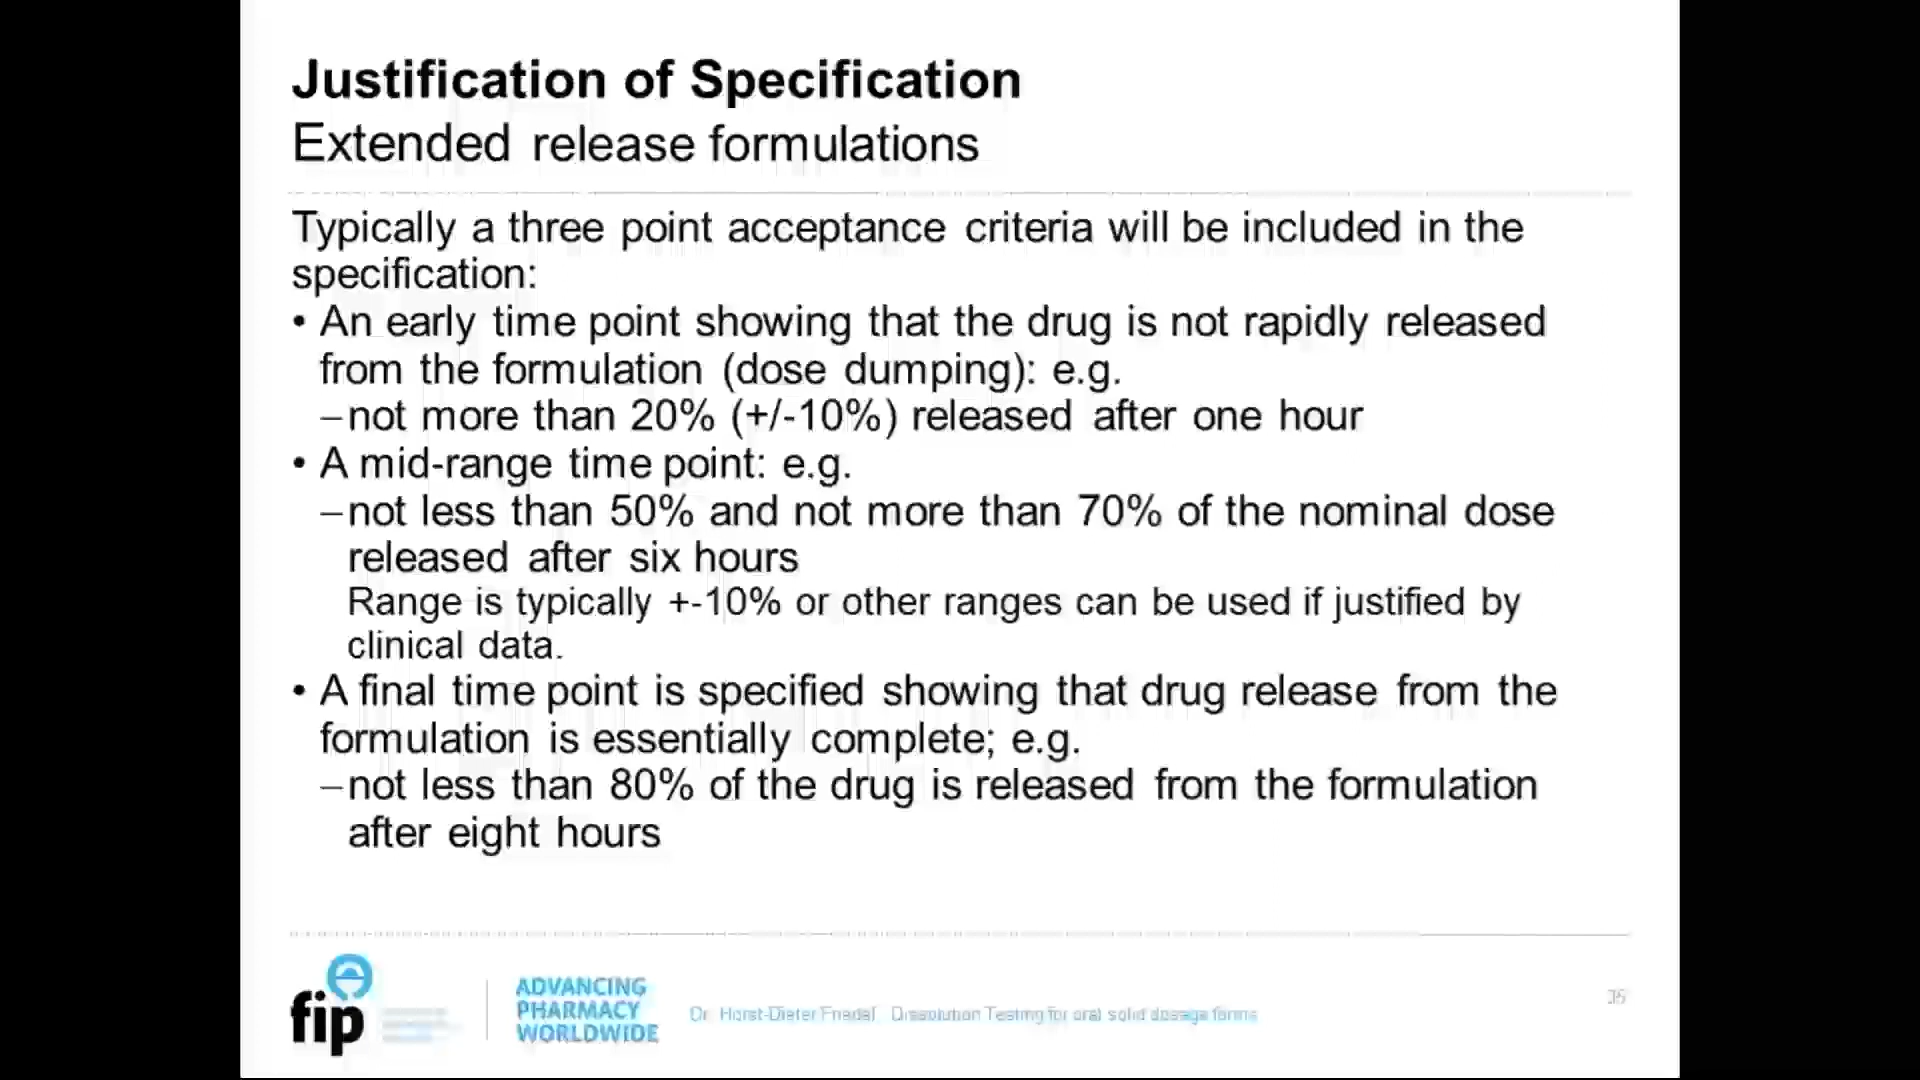 Justification of Specification
Extended release formulations
Typically a three point acceptance criteria will be included in the
specification:
• An early time point showing that the drug is not rapidly released
from the formulation (dose dumping): e.g.
–not more than 20% (+/-10%) released after one hour
• A mid-range time point: e.g.
–not less than 50% and not more than 70% of the nominal dose
released after six hours
Range is typically +-10% or other ranges can be used if justified by
clinical data.
• A final time point is specified showing that drug release from the
formulation is essentially complete; e.g.
–not less than 80% of the drug is released from the formulation
after eight hours
fip
ADVANCING
PHARMACY
WORLDWIDE
Dr. Horst-Dieter Friedel Dissolution Testing for oral solid dosage forms